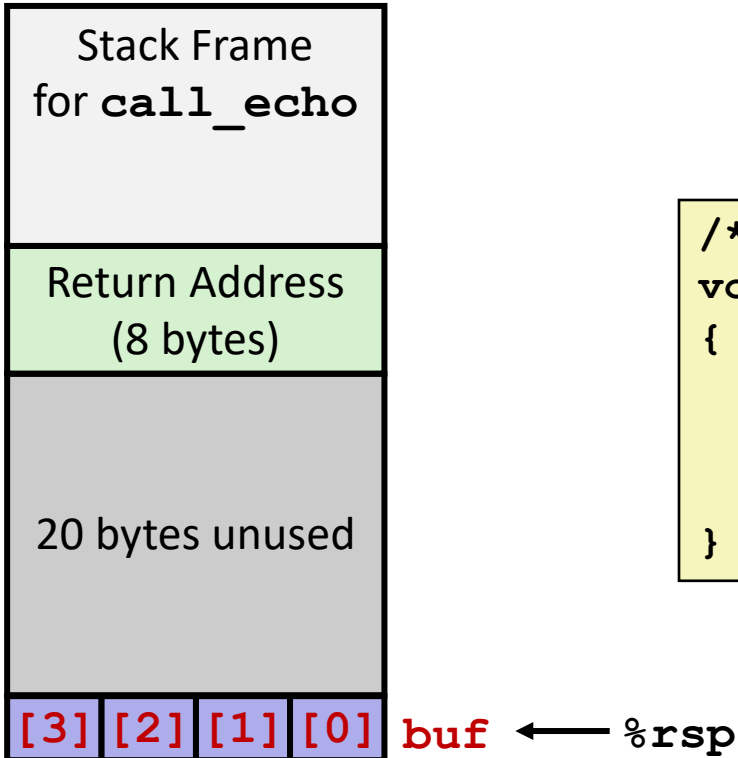 Stack Frame
for call_echo
Return Address
(8 bytes)
20 bytes unused
[3] [2] [1] [0] buf ← %rsp
/*
{
}